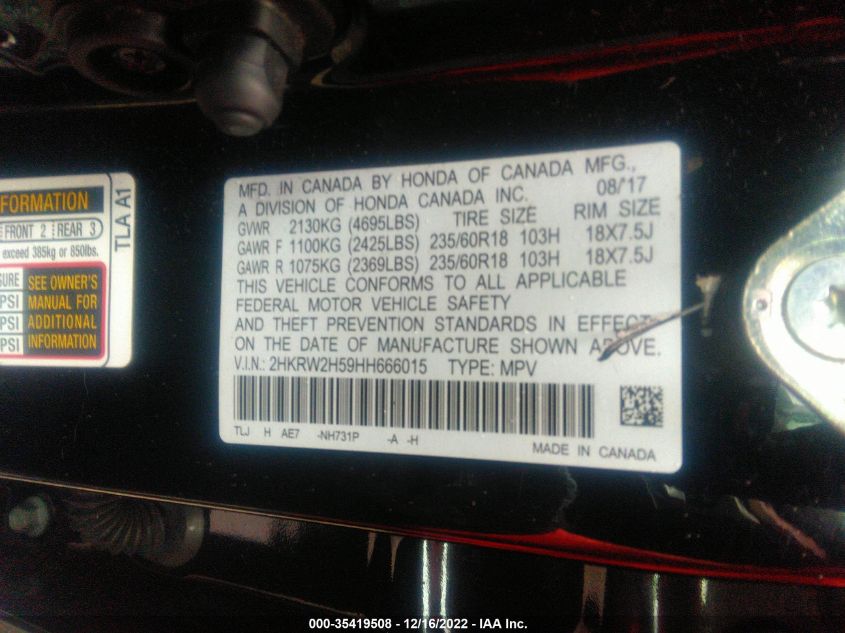 FORMATION
FRONT 2 REAR 3
exceed 385kg or 850lbs.
SURE
PSI
PSI
PSI
SEE OWNER'S
MANUAL FOR
ADDITIONAL
INFORMATION
TLA A1
MFD. IN CANADA BY HONDA OF CANADA MFG.,
A DIVISION OF HONDA CANADA INC. 08/17
GVWR 2130KG (4695LBS) TIRE SIZE RIM SIZE
GAWR F 1100KG (2425LBS) 235/60R18 103H 18X7.5J
GAWR R 1075KG (2369LBS) 235/60R18 103H 18X7.5J
THIS VEHICLE CONFORMS TO ALL APPLICABLE
FEDERAL MOTOR VEHICLE SAFETY
AND THEFT PREVENTION STANDARDS IN EFFECT
ON THE DATE OF MANUFACTURE SHOWN ABOVE.
V.I.N.: 2HKRW2H59HH666015 TYPE: MPV
TLJ H AE7 -NH731P -A -H
MADE IN CANADA
000-35419508 - 12/16/2022 - IAA Inc.